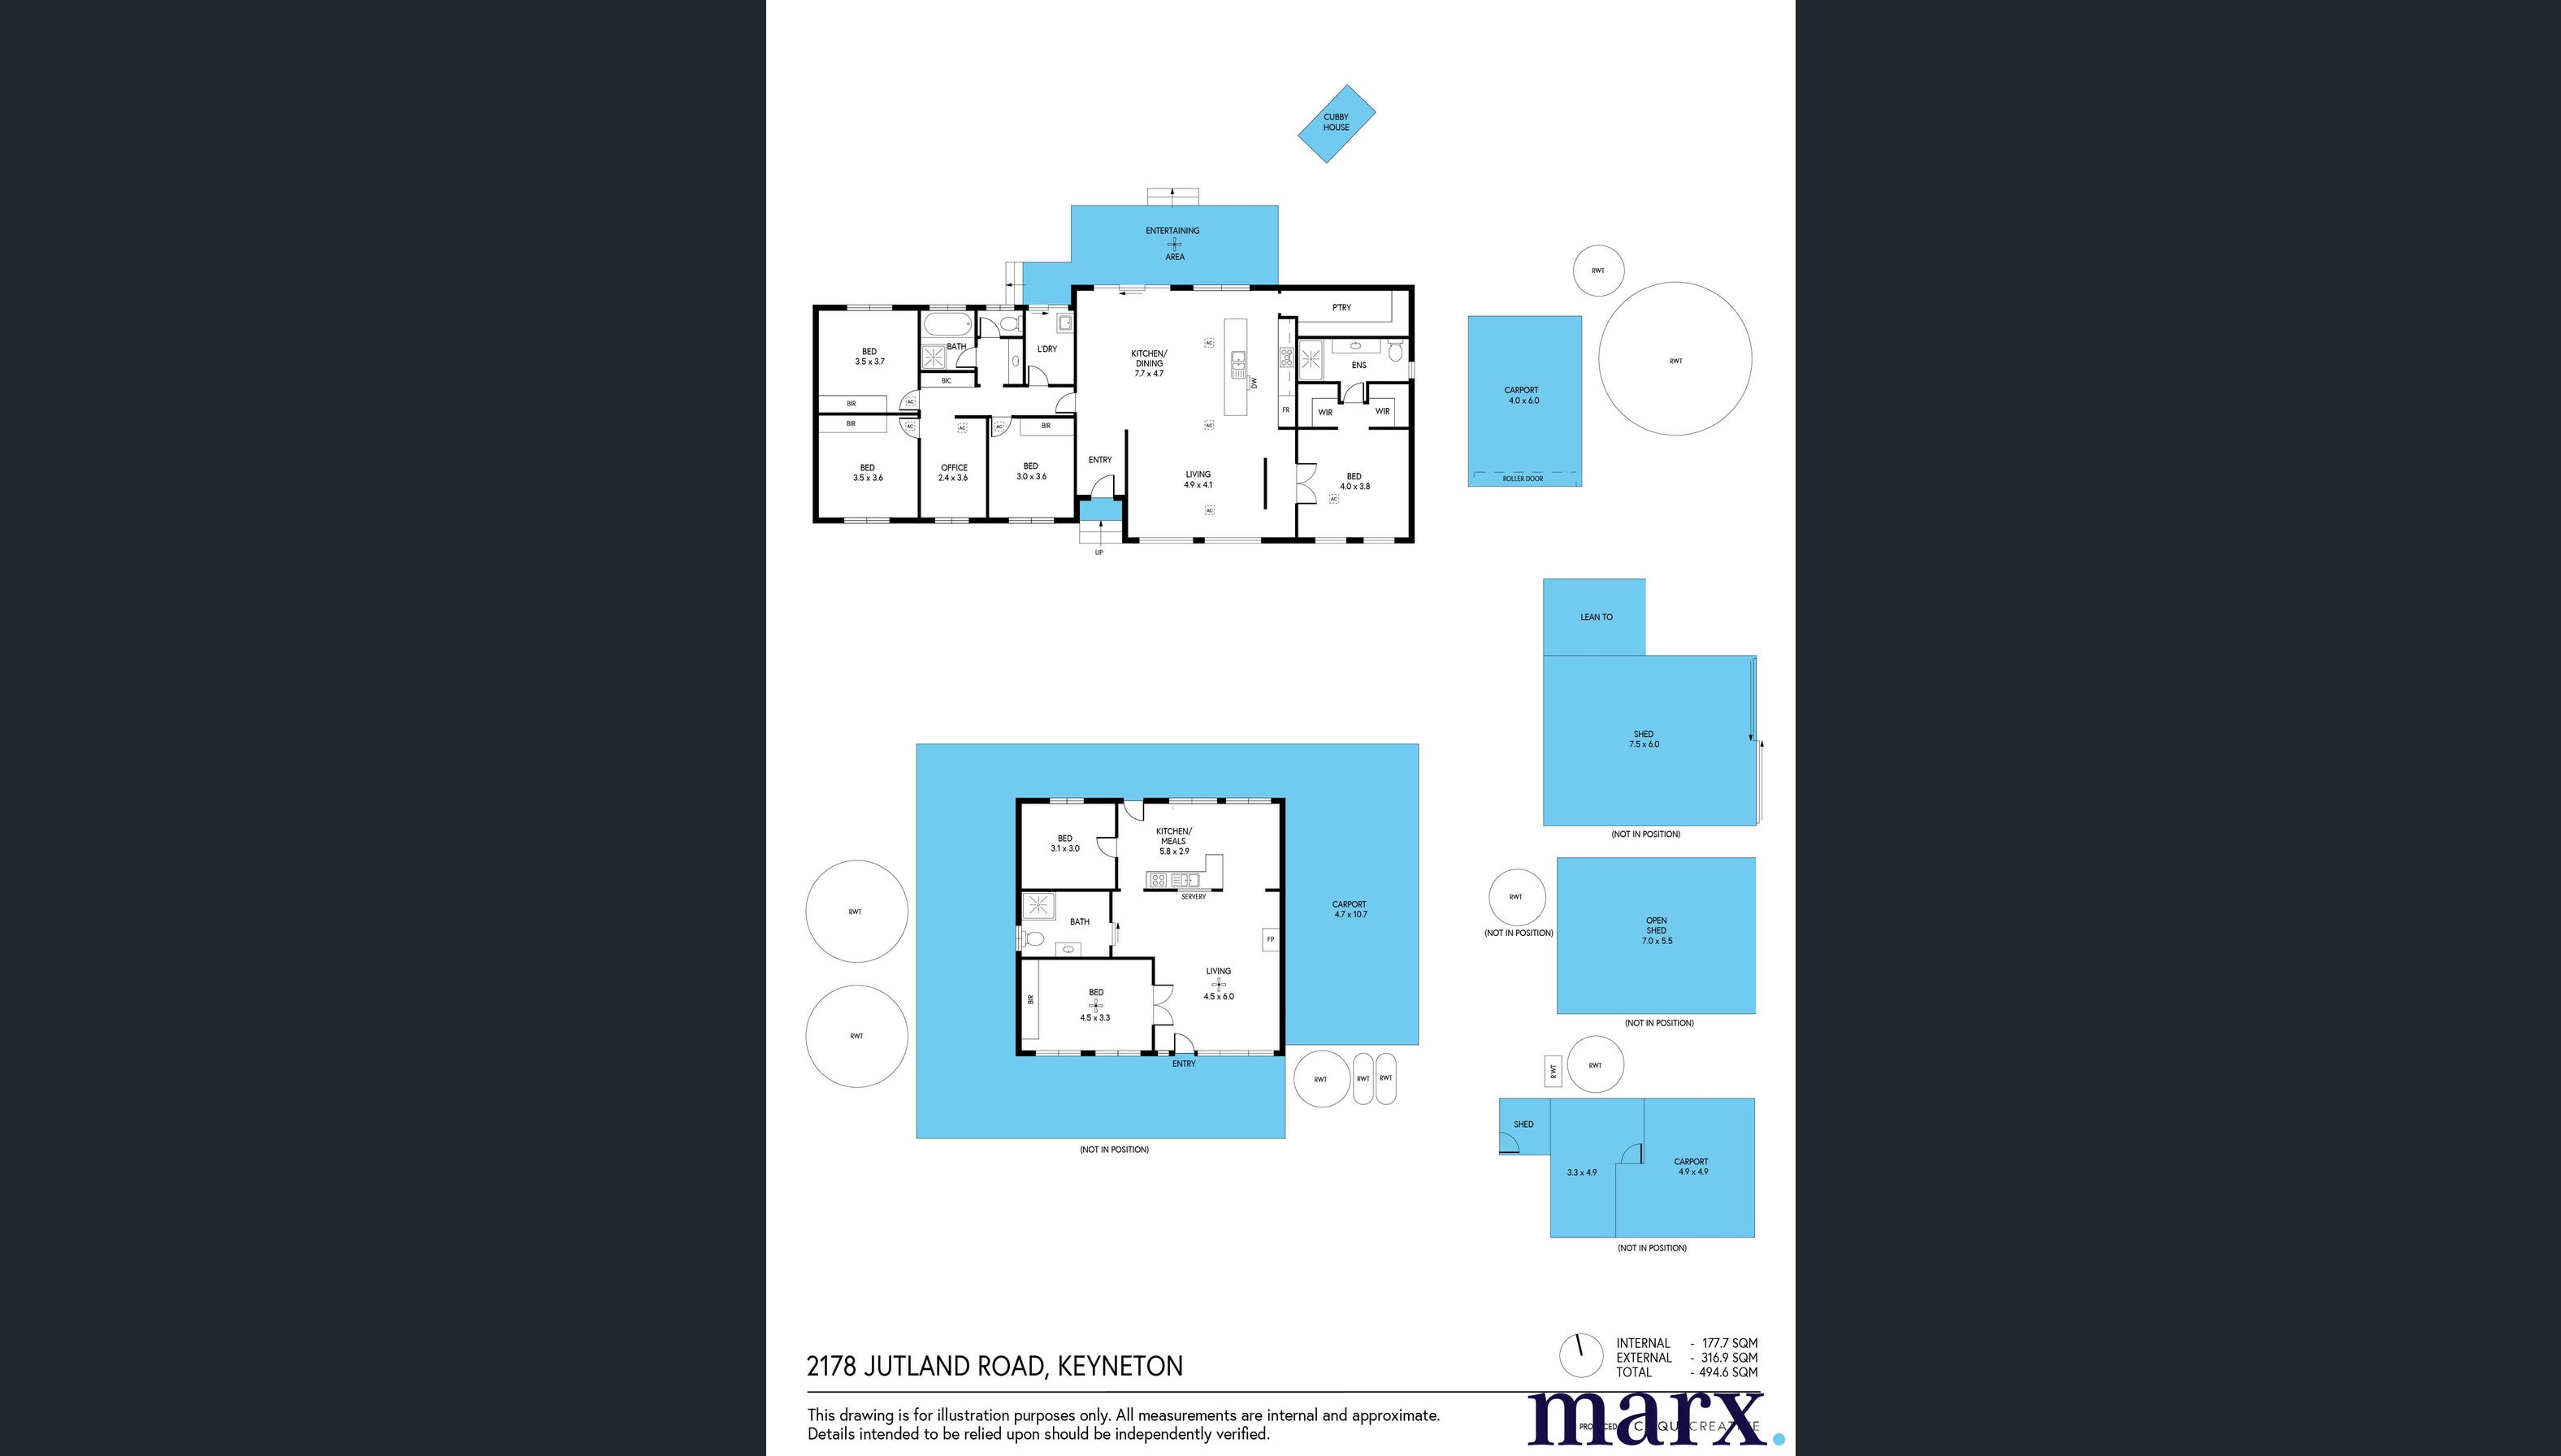 CUBBY
HOUSE
ENTERTAINING
AREA
RWT
RWT
P'TRY
BED
3.5 x 3.7
BATH
L'DRY
KITCHEN/
DINING
7.7 x 4.7
AC
DW
ENS
BIC
BIR
AC
FR
WIR
WIR
CARPORT
4.0 x 6.0
ROLLER DOOR
BIR
AC
AC
AC
BIR
AC
BED
3.5 x 3.6
OFFICE
2.4 x 3.6
BED
3.0 x 3.6
ENTRY
LIVING
4.9 x 4.1
AC
BED
4.0 x 3.8
AC
UP
LEAN TO
SHED
7.5 x 6.0
(NOT IN POSITION)
BED
3.1 x 3.0
KITCHEN/
MEALS
5.8 x 2.9
SERVERY
BATH
FP
CARPORT
4.7 x 10.7
RWT
RWT
BIR
BED
4.5 x 3.3
LIVING
4.5 x 6.0
ENTRY
RWT
RWT
RWT
(NOT IN POSITION)
RWT
(NOT IN POSITION)
OPEN
SHED
7.0 x 5.5
(NOT IN POSITION)
RWT
RWT
SHED
3.3 x 4.9
CARPORT
4.9 x 4.9
(NOT IN POSITION)
2178 JUTLAND ROAD, KEYNETON
INTERNAL - 177.7 SQM
EXTERNAL - 316.9 SQM
TOTAL - 494.6 SQM
This drawing is for illustration purposes only. All measurements are internal and approximate.
Details intended to be relied upon should be independently verified.
marx.